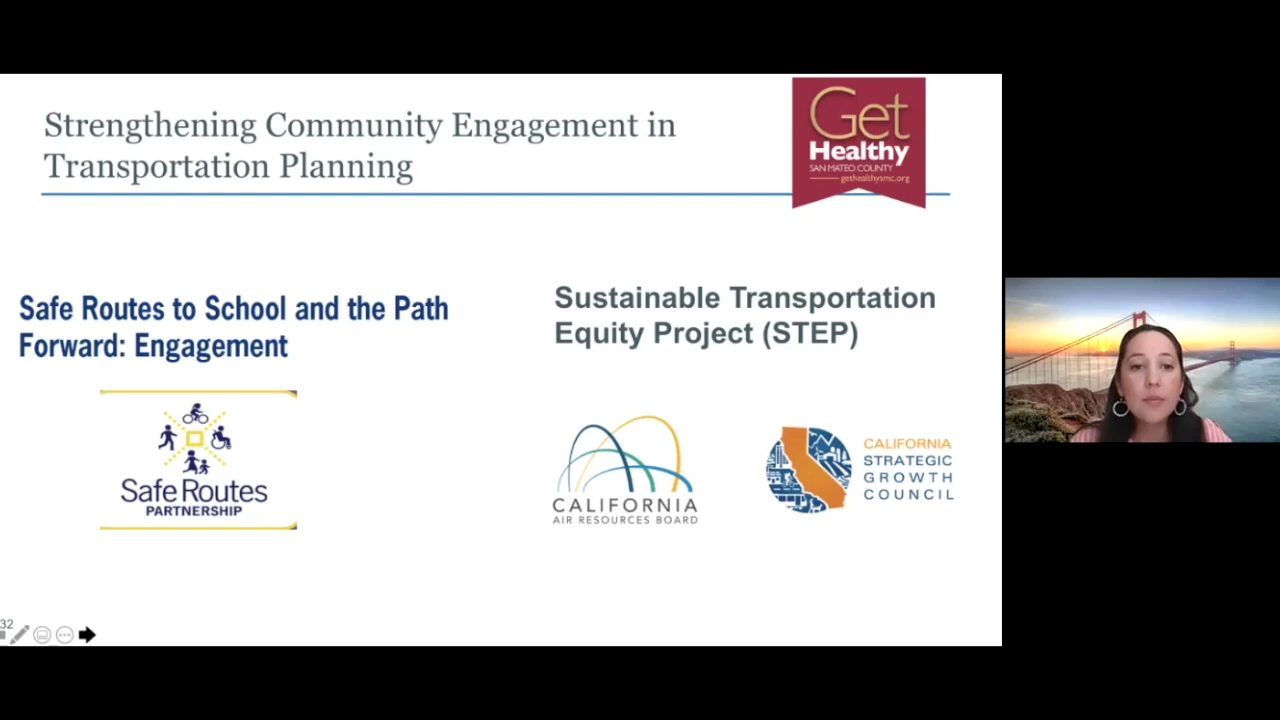 Strengthening Community Engagement in
Transportation Planning
Get
Healthy
SAN MATEO COUNTY
gethealthysmc.org
Safe Routes to School and the Path
Forward: Engagement
Safe Routes
PARTNERSHIP
Sustainable Transportation
Equity Project (STEP)
CALIFORNIA
AIR RESOURCES BOARD
CALIFORNIA
STRATEGIC
GROWTH
COUNCIL
32